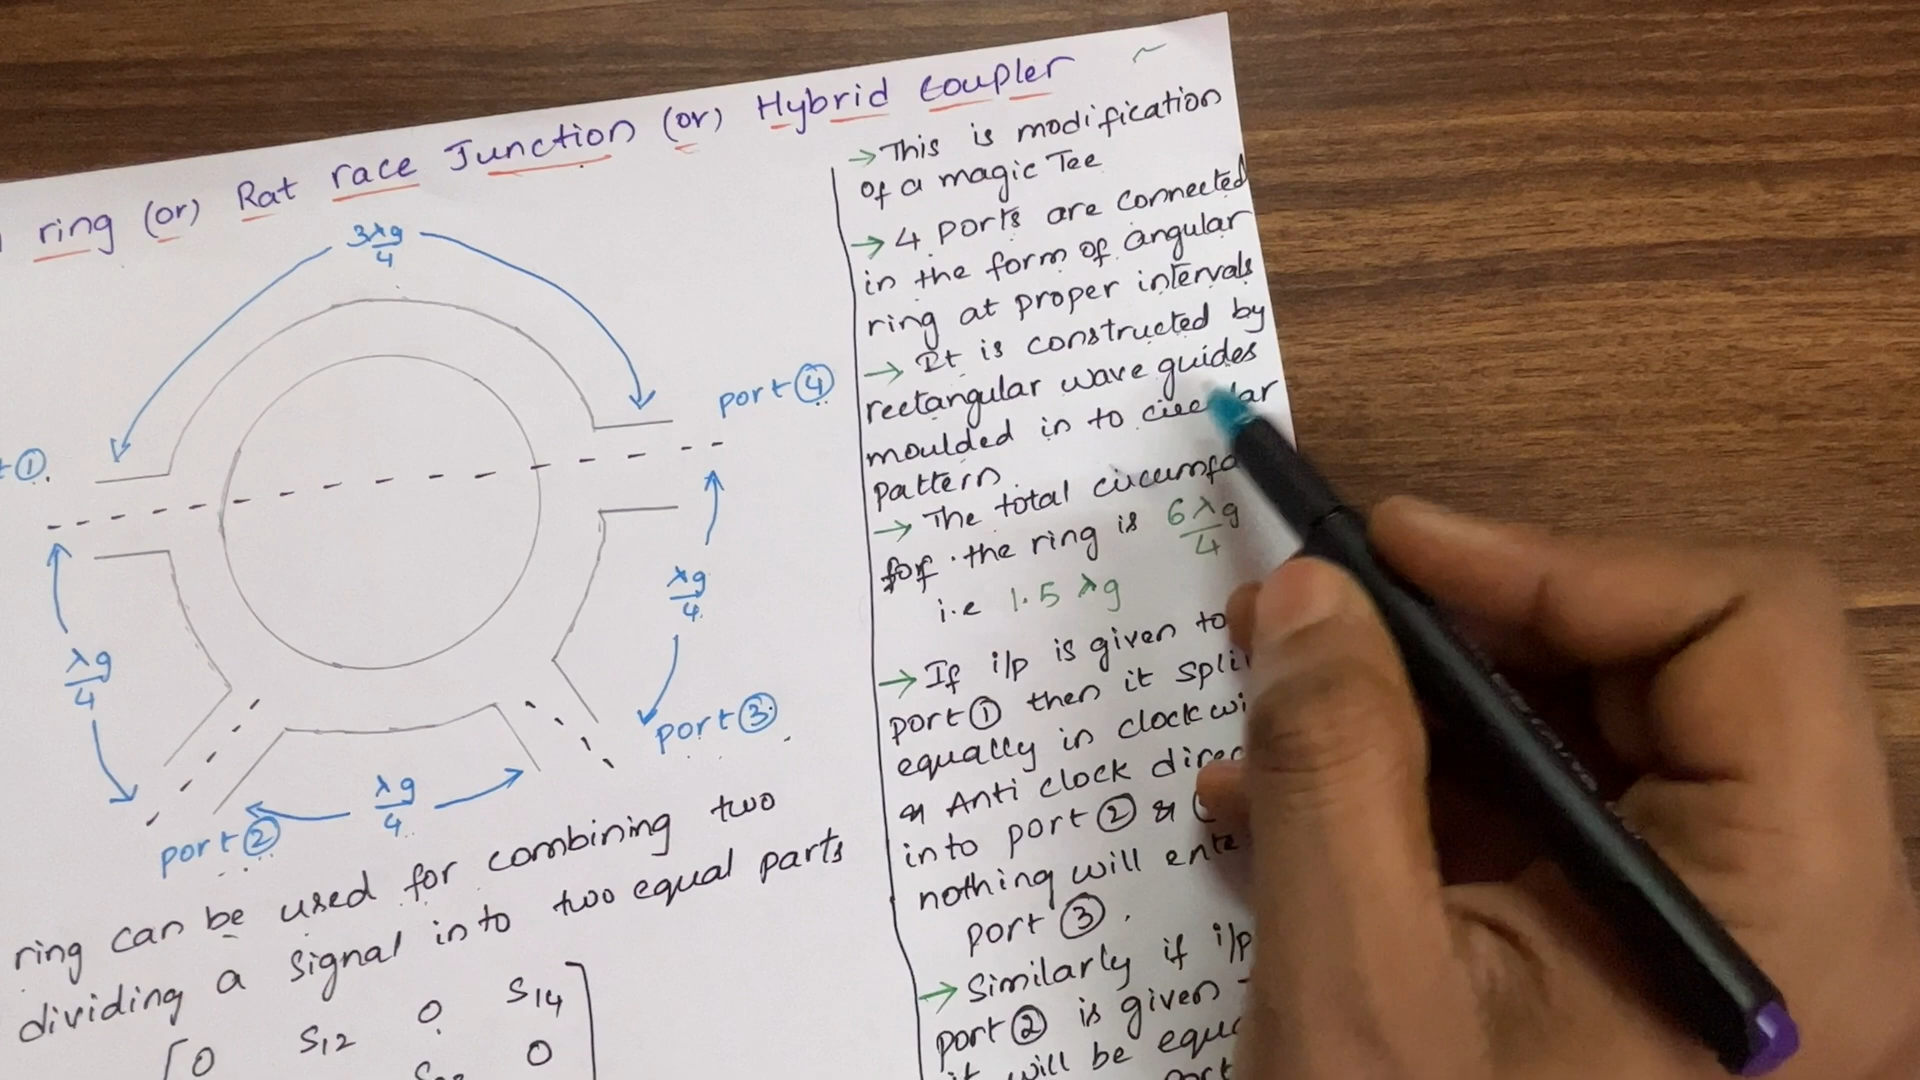 ring (or) Rat race Junction (or) Hybrid Coupler
3λg/4
port ④
①.
λg/4
λg/4
port ③
λg/4
port ②
ring can be used for combining two
dividing a signal into two equal parts
0 S12 0 S14
0
→ This is modification
of a magic Tee
→ 4 Ports are connected
in the form of angular
ring at proper intervals
→ It is constructed by
rectangular wave guides
moulded in to
pattern
→ The total
for the ring is 6λg/4
i.e 1.5 λg
→ If i/p is given to
port ① then it
equally in
& Anti clock
into port ② &
nothing will
port ③.
→ Similarly if i/p
port ② is given
will be